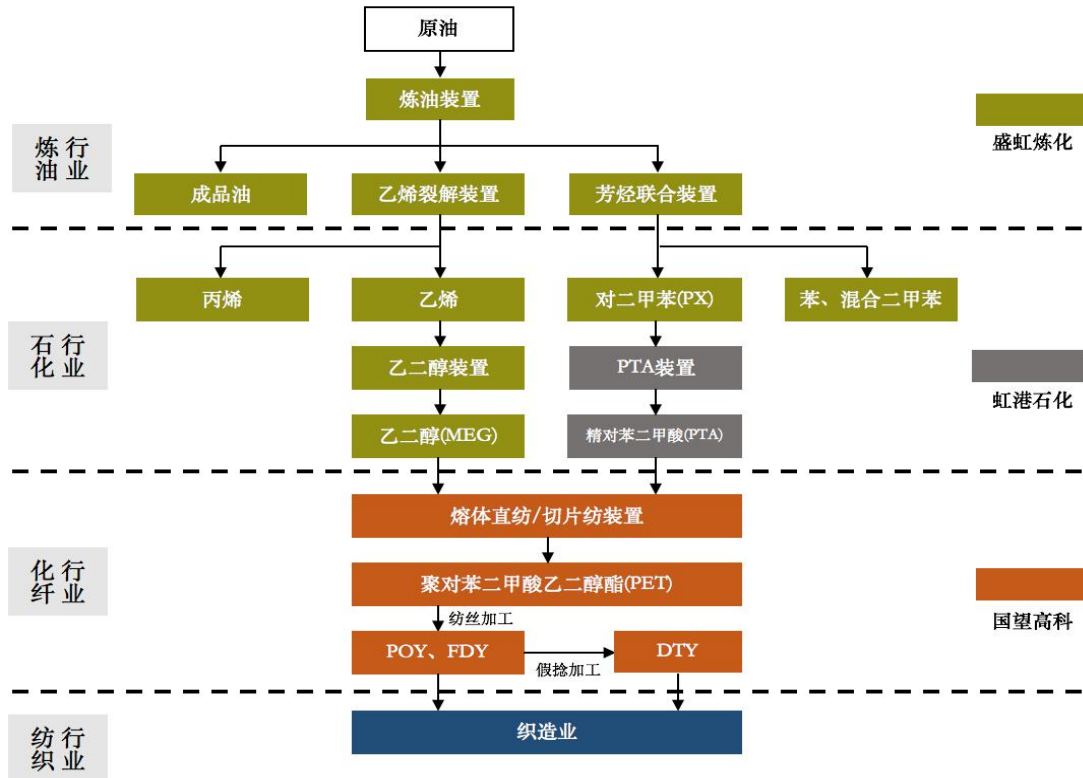 原油
炼油装置
炼 行
油 业
盛虹炼化
成品油
乙烯裂解装置
芳烃联合装置
丙烯
乙烯
对二甲苯(PX)
苯、混合二甲苯
石 行
化 业
乙二醇装置
PTA装置
虹港石化
乙二醇(MEG)
精对苯二甲酸(PTA)
熔体直纺/切片纺装置
化 行
纤 业
聚对苯二甲酸乙二醇酯(PET)
国望高科
纺丝加工
POY、FDY
假捻加工
DTY
纺 行
织 业
织造业